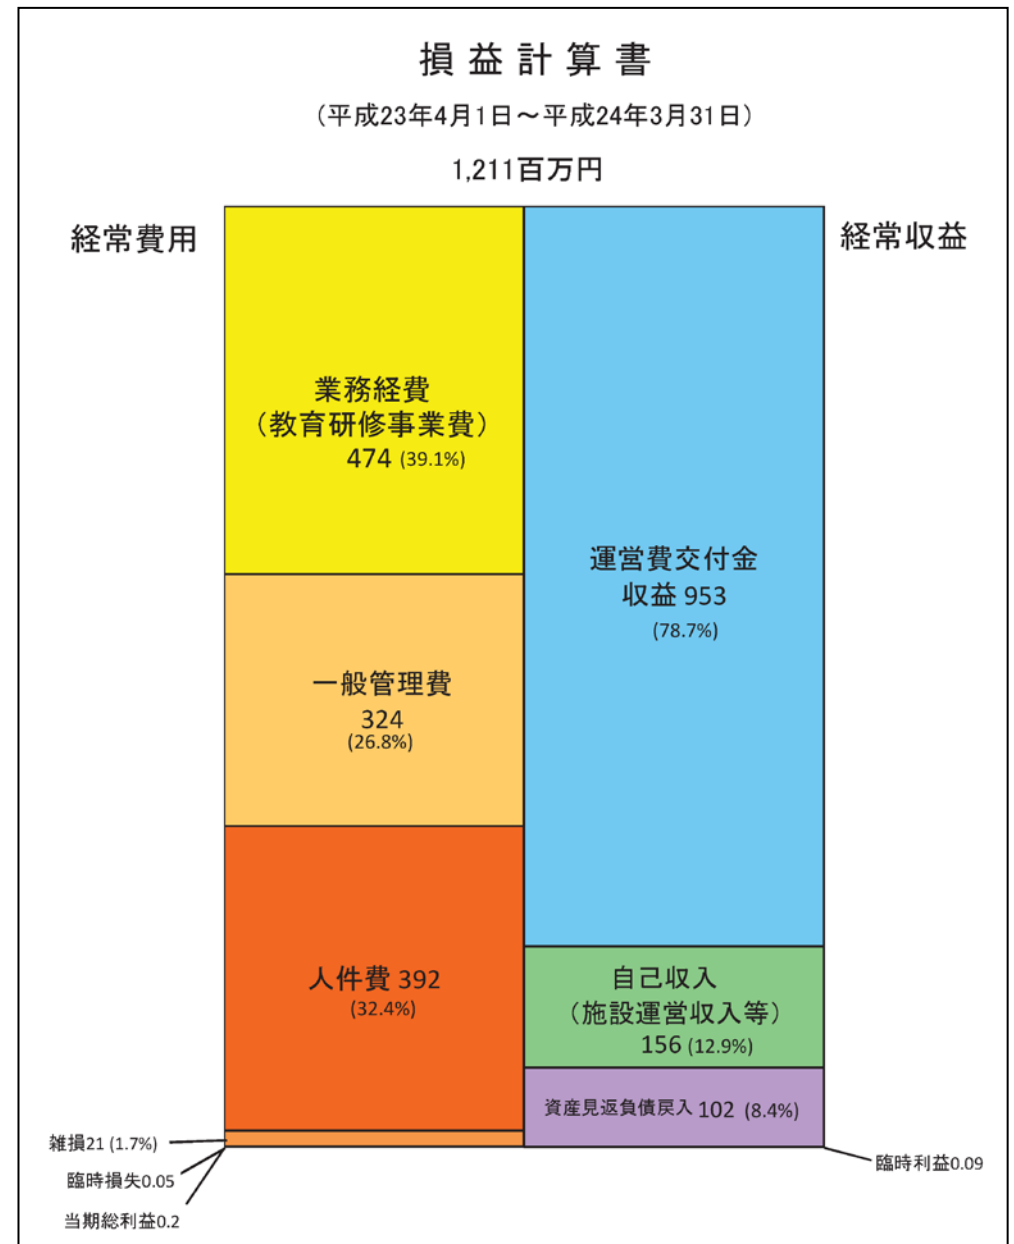 損益計算書
（平成23年4月1日～平成24年3月31日）
1,211百万円
経常費用
経常収益
業務経費
（教育研修事業費）
474 (39.1%)
一般管理費
324
(26.8%)
人件費 392
(32.4%)
雑損21 (1.7%)
臨時損失0.05
当期総利益0.2
運営費交付金
収益 953
(78.7%)
自己収入
（施設運営収入等）
156 (12.9%)
資産見返負債戻入 102 (8.4%)
臨時利益0.09